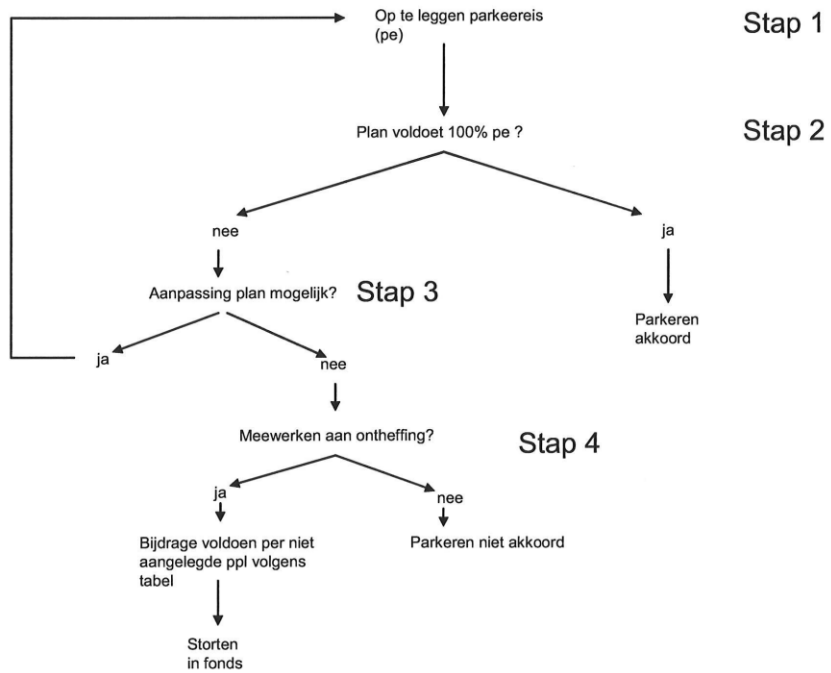 Op te leggen parkeereis
(pe)
Stap 1
Plan voldoet 100% pe ?
Stap 2
nee
ja
Aanpassing plan mogelijk?
Stap 3
Parkeren
akkoord
ja
nee
Meewerken aan ontheffing?
Stap 4
ja
nee
Bijdrage voldoen per niet
aangelegde ppl volgens
tabel
Parkeren niet akkoord
Storten
in fonds